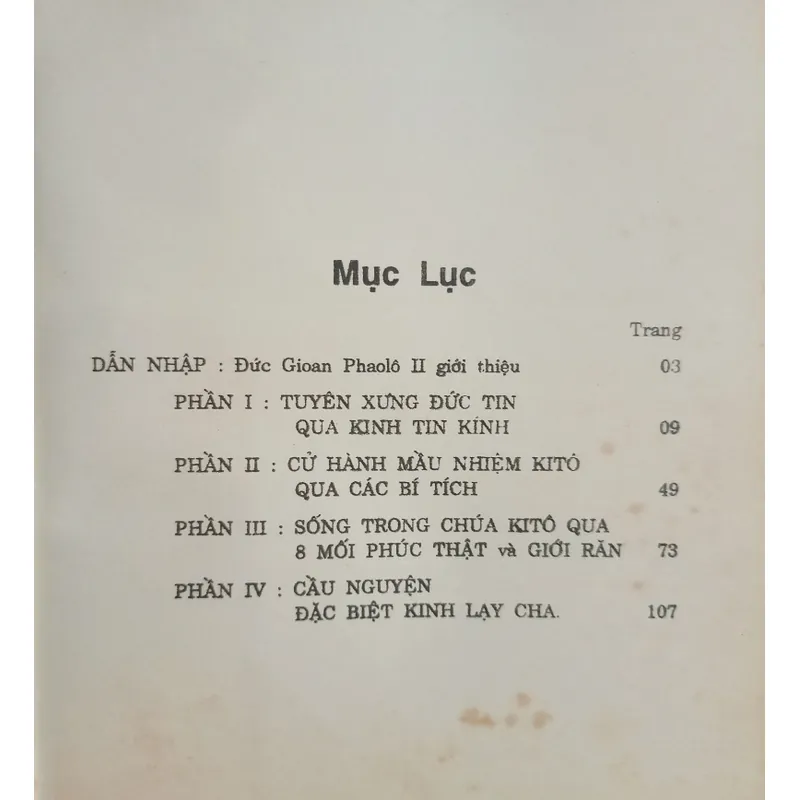 Mục Lục
Trang
DẪN NHẬP : Đức Gioan Phaolô II giới thiệu 03
PHẦN I : TUYÊN XƯNG ĐỨC TIN
QUA KINH TIN KÍNH 09
PHẦN II : CỬ HÀNH MẦU NHIỆM KITÔ
QUA CÁC BÍ TÍCH 49
PHẦN III : SỐNG TRONG CHÚA KITÔ QUA
8 MỐI PHÚC THẬT và GIỚI RĂN 73
PHẦN IV : CẦU NGUYỆN
ĐẶC BIỆT KINH LẠY CHA. 107